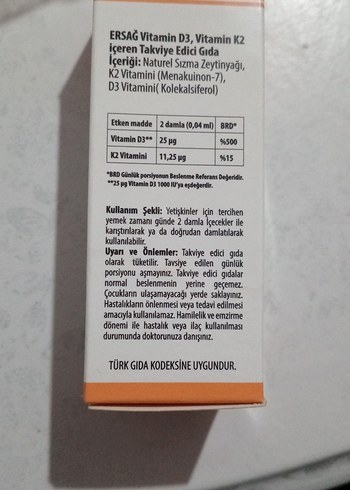 ERSAĞ Vitamin D3, Vitamin K2
içeren Takviye Edici Gıda
İçeriği: Naturel Sızma Zeytinyağı,
K2 Vitamini (Menakuinon-7),
D3 Vitamini( Kolekalsiferol)
Etken madde 2 damla (0,04 ml) BRD*
Vitamin D3** 25 µg %500
K2 Vitamini 11,25 µg %15
*BRD Günlük porsiyonun Beslenme Referans Değeridir.
**25 µg Vitamin D3 1000 IU'ya eşdeğerdir.
Kullanım Şekli: Yetişkinler için tercihen
yemek zamanı günde 2 damla İçecekler ile
karıştırılarak ya da doğrudan damlatılarak
kullanılabilir.
Uyarı ve Önlemler: Takviye edici gıda
olarak tüketilir. Tavsiye edilen günlük
porsiyonu aşmayınız. Takviye edici gıdalar
normal beslenmenin yerine geçemez.
Çocukların ulaşamayacağı yerde saklayınız.
Hastalıkların önlenmesi veya tedavi edilmesi
amacıyla kullanılamaz. Hamilelik ve emzirme
dönemi ile hastalık veya ilaç kullanılması
durumunda doktorunuza danışınız.
TÜRK GIDA KODEKSİNE UYGUNDUR.